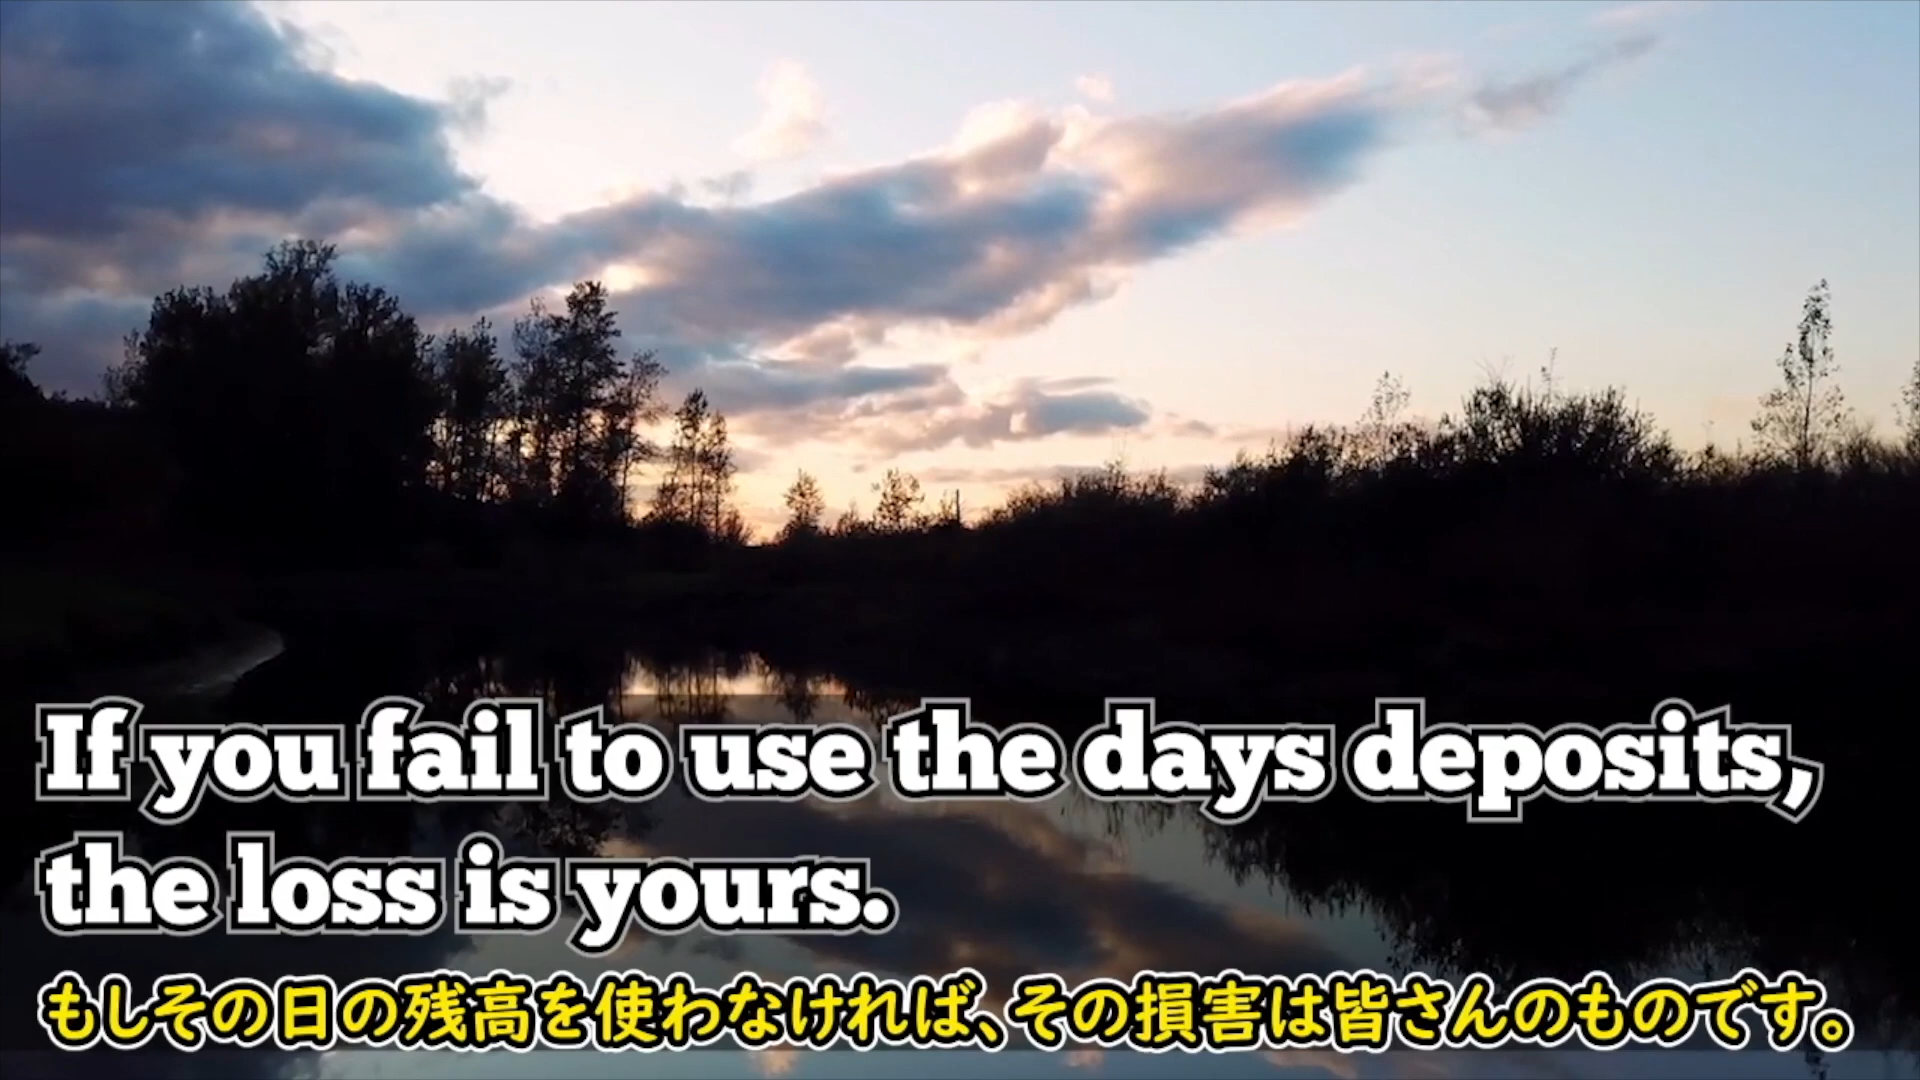 If you fail to use the days deposits,
the loss is yours.
もしその日の残高を使わなければ、その損害は皆さんのものです。